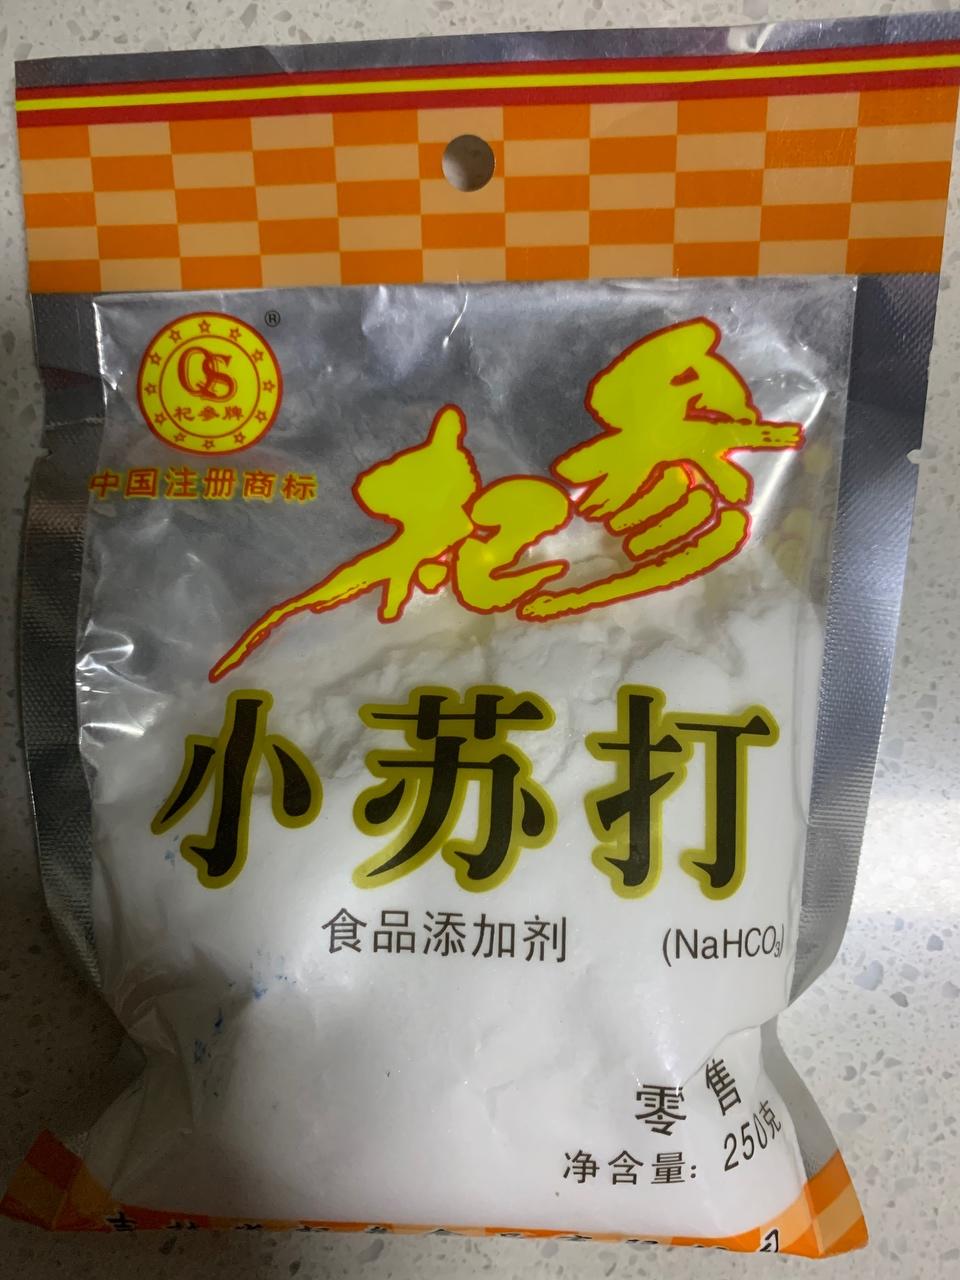 ®
QS
杞参牌
中国注册商标
杞参
小苏打
食品添加剂 (NaHCO₃)
零售
净含量: 250克